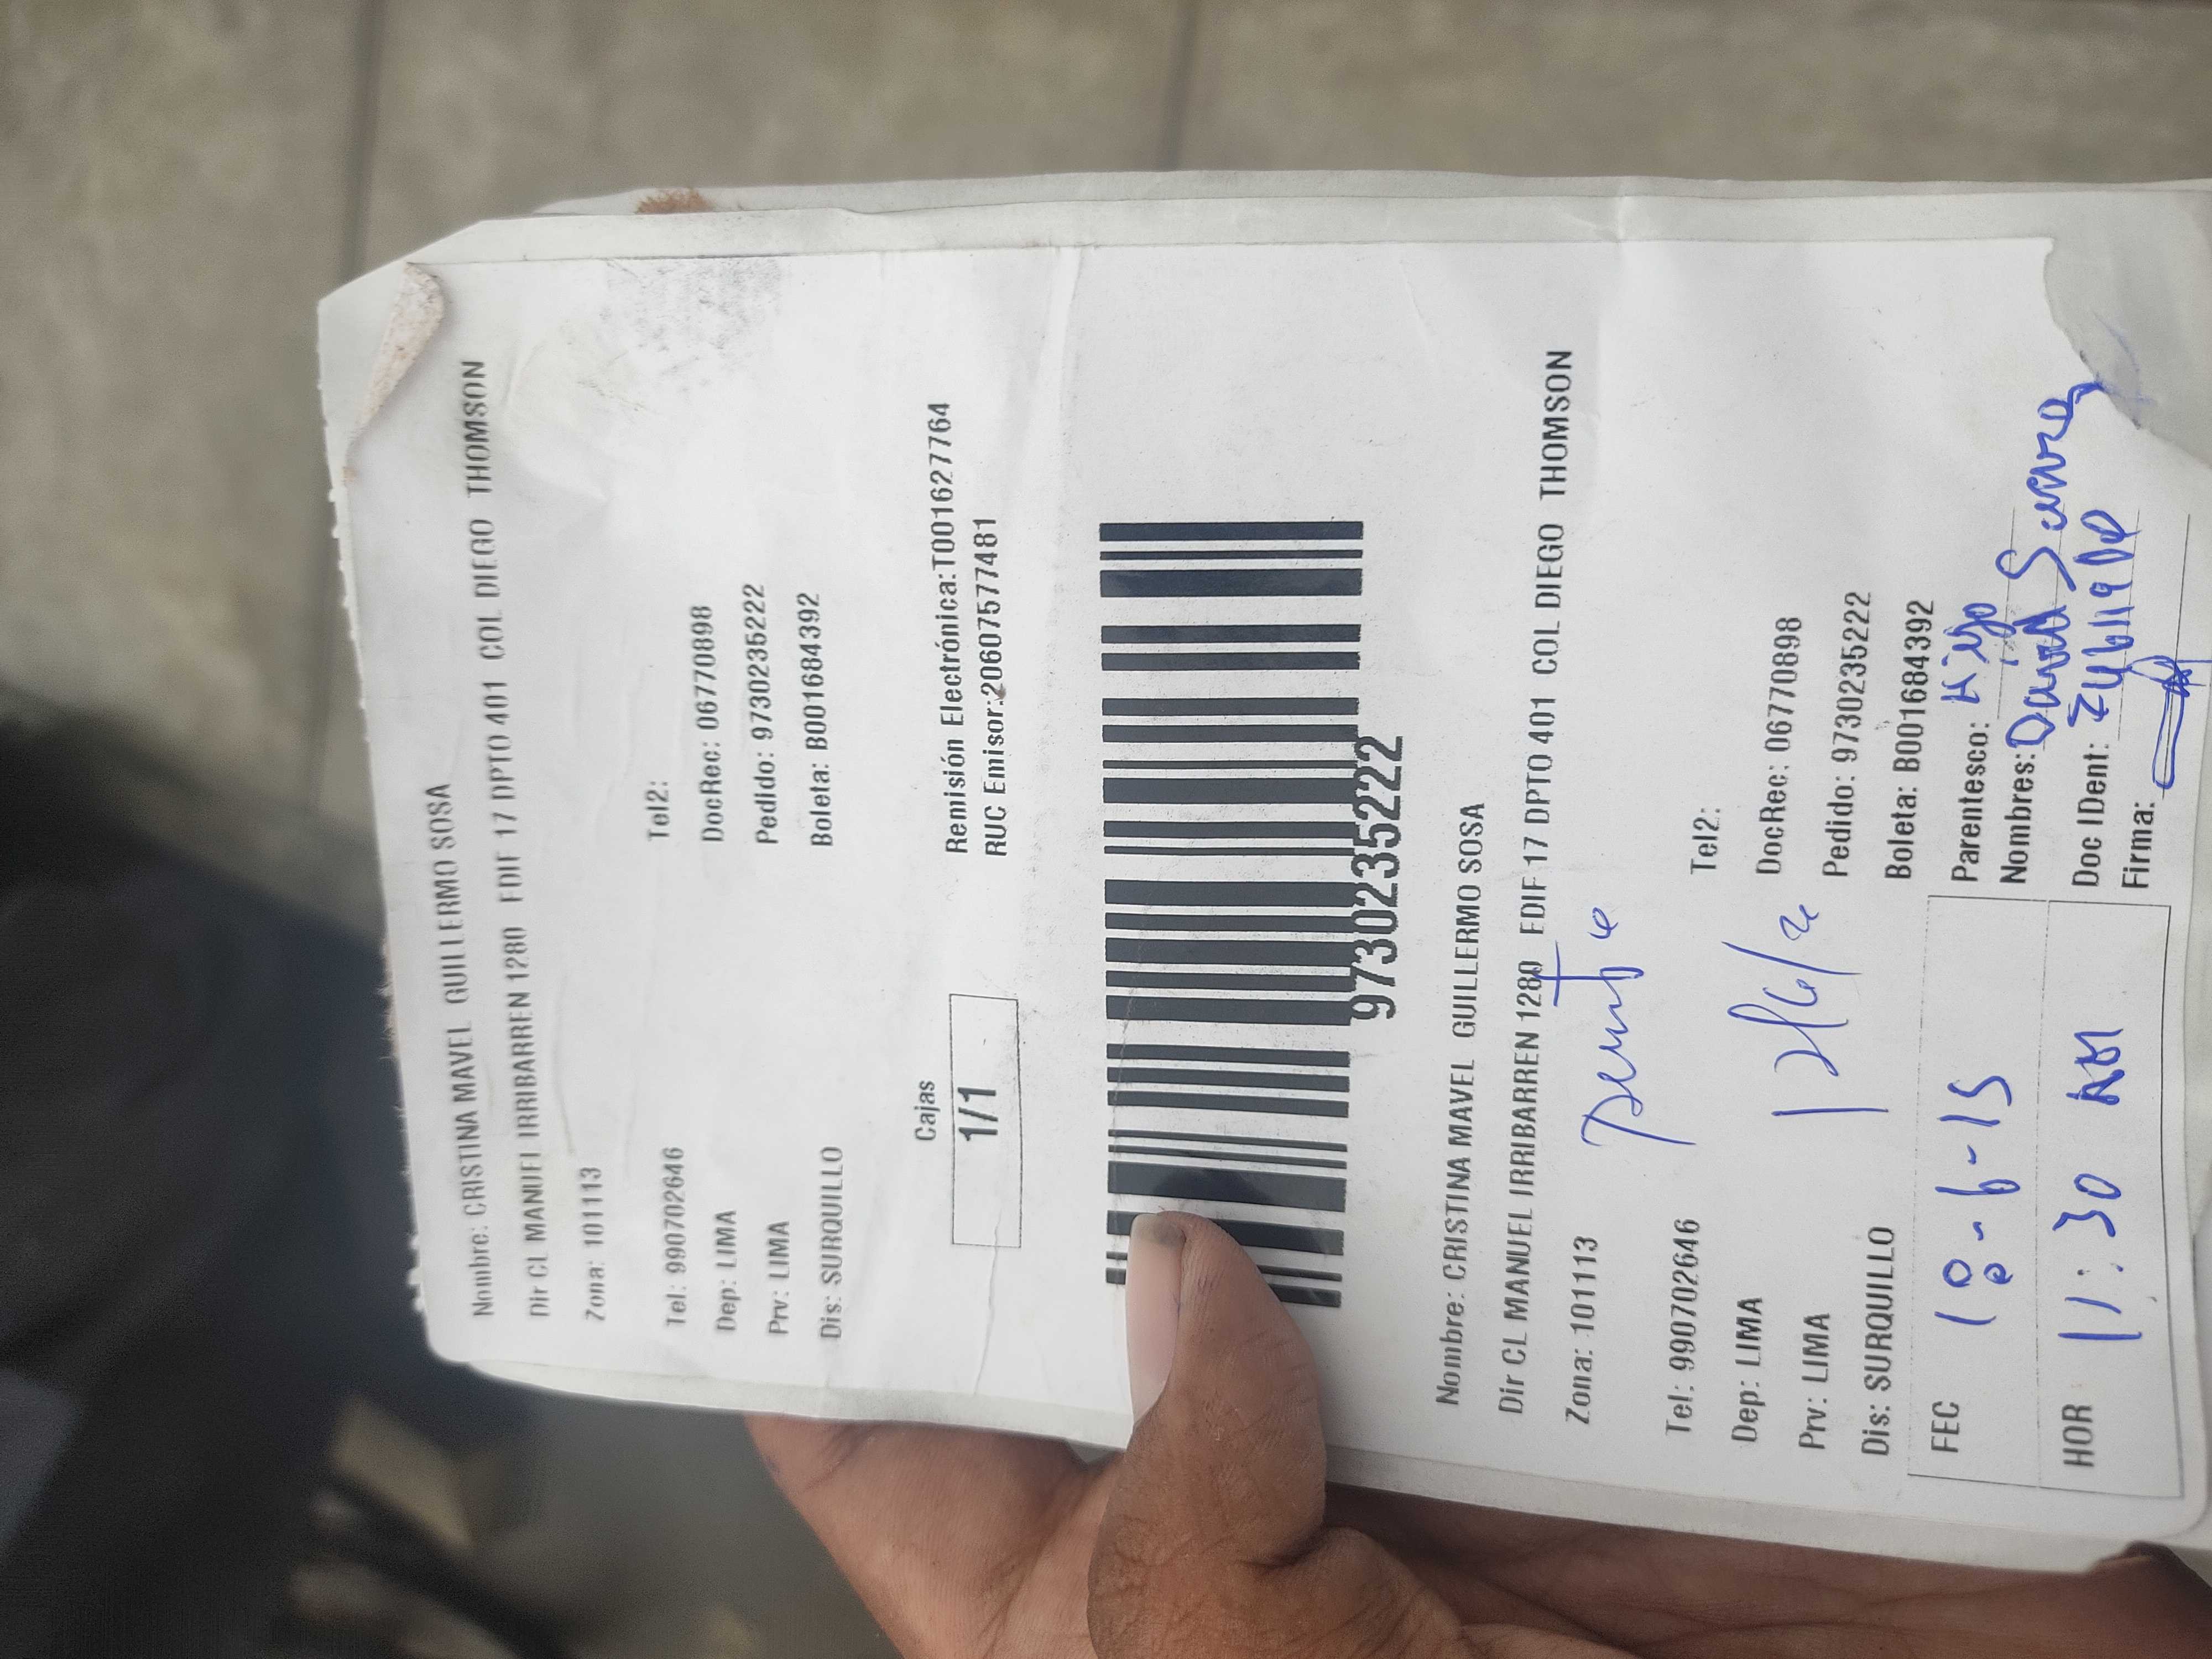 Nombre: CRISTINA MAVEL GUILLERMO SOSA
Dir CL MANUEL IRRIBARREN 1280 EDIF 17 DPTO 401 COL DIEGO THOMSON
Zona: 101113
Tel: 990702646 Tel2:
Dep: LIMA DocRec: 06770898
Prv: LIMA Pedido: 9730235222
Dis: SURQUILLO Boleta: B001684392
Cajas
1/1
Remisión Electrónica:T001627764
RUC Emisor:20607577481
9730235222
Nombre: CRISTINA MAVEL GUILLERMO SOSA
Dir CL MANUEL IRRIBARREN 1280 EDIF 17 DPTO 401 COL DIEGO THOMSON
Zona: 101113
Tel: 990702646 Tel2:
Dep: LIMA DocRec: 06770898
Prv: LIMA Pedido: 9730235222
Dis: SURQUILLO Boleta: B001684392
FEC
HOR 11:30 AM
Parentesco: Hijo
Nombres: David
Doc IDent:
Firma: